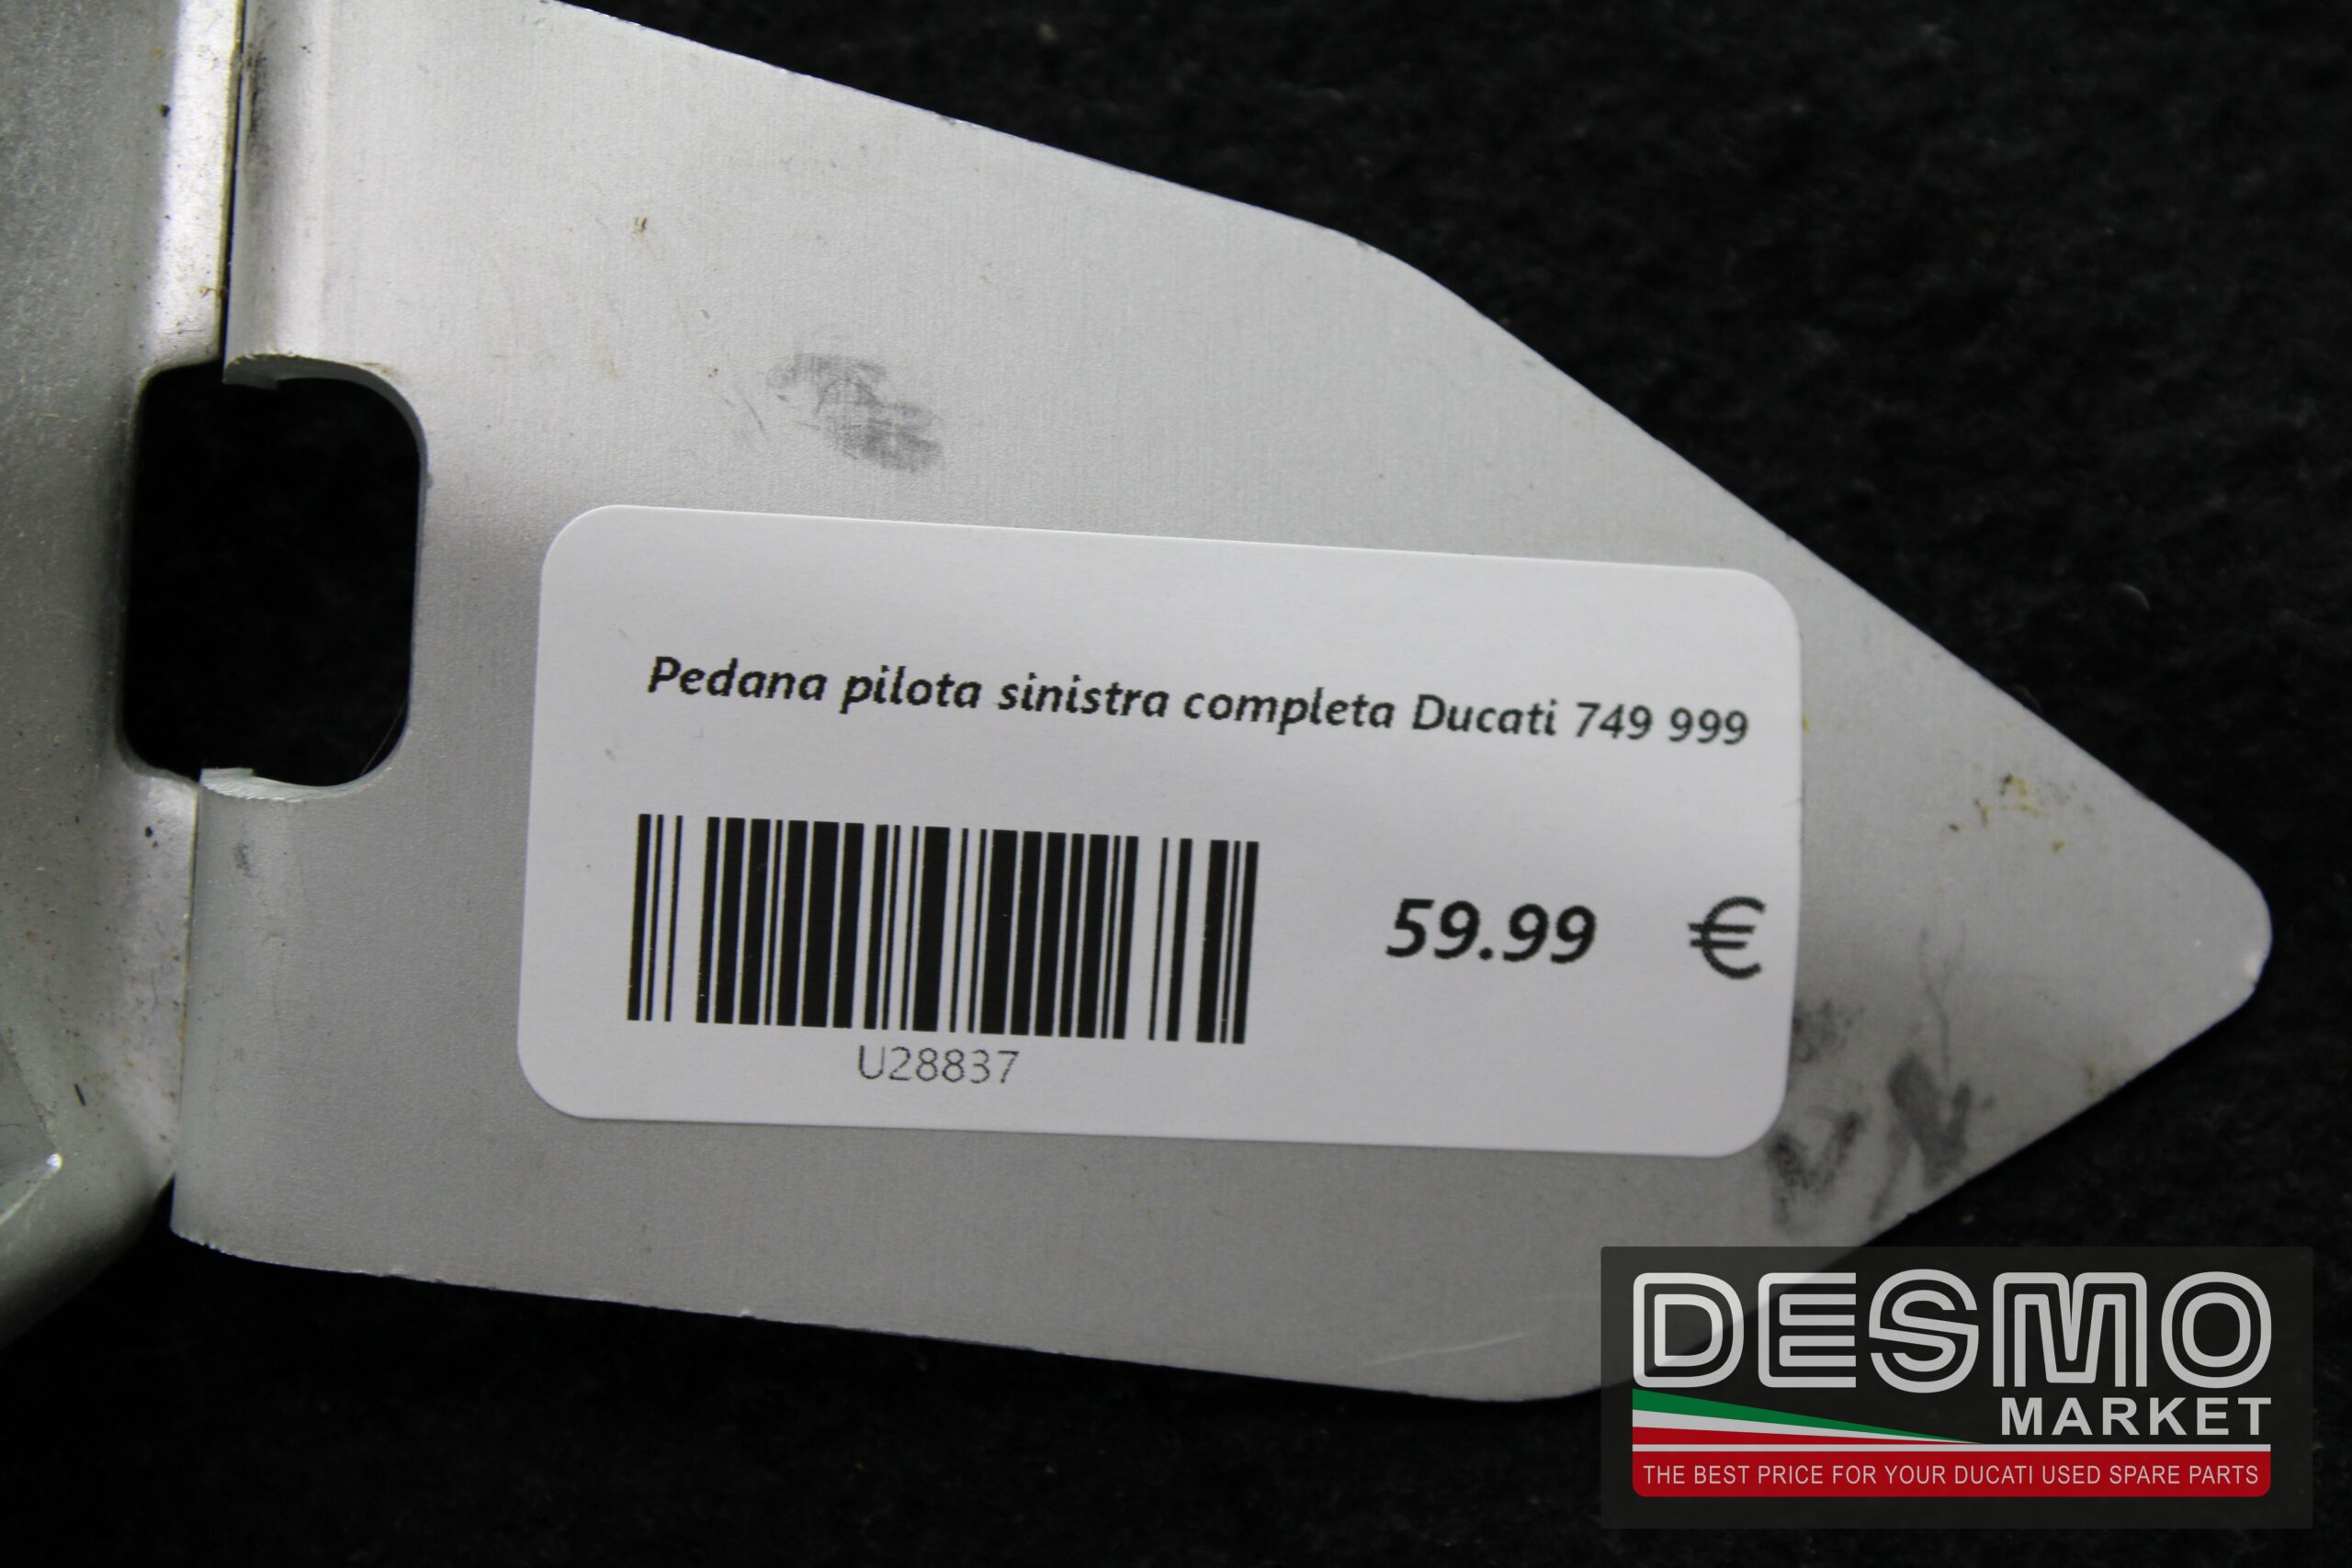 Pedana pilota sinistra completa Ducati 749 999
59.99 €
U28837
DESMO
MARKET
THE BEST PRICE FOR YOUR DUCATI USED SPARE PARTS